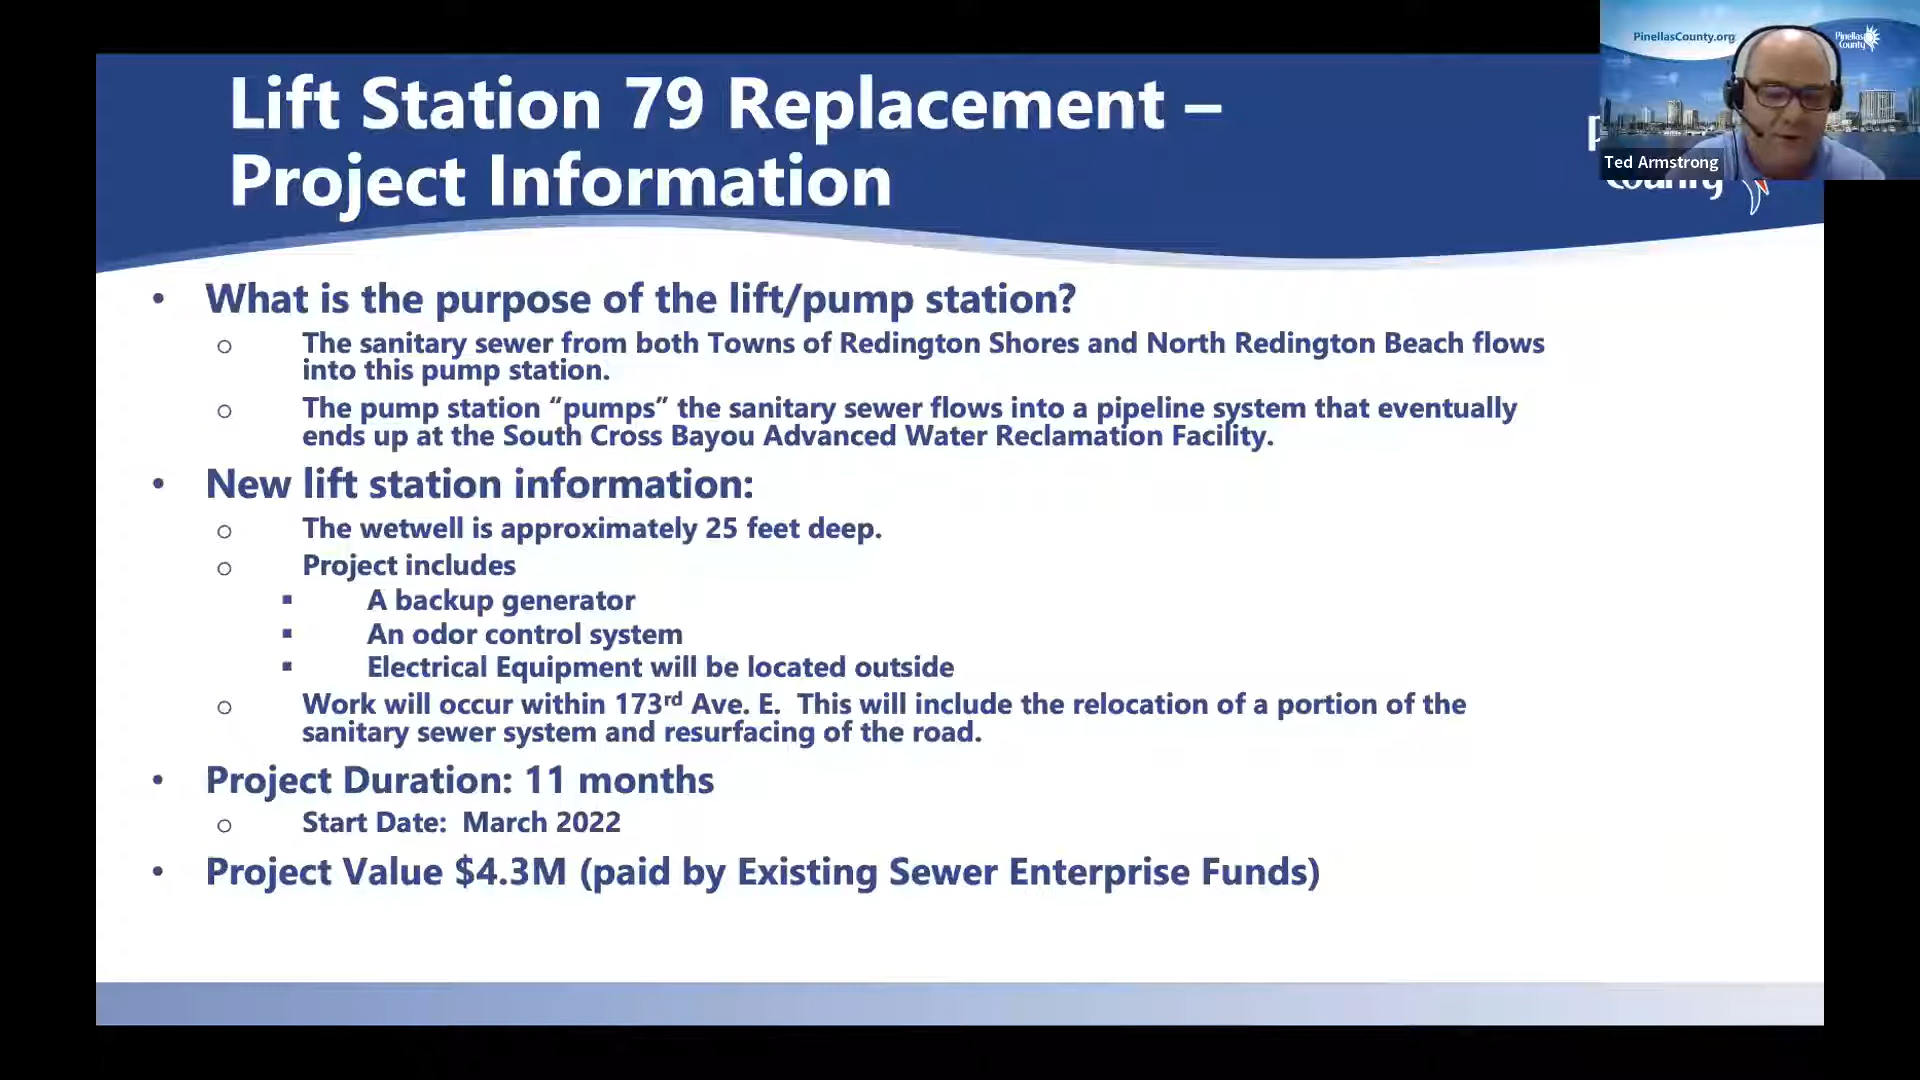 PinellasCounty.org
Pinellas
County
Lift Station 79 Replacement –
Project Information
Ted Armstrong
County
• What is the purpose of the lift/pump station?
o The sanitary sewer from both Towns of Redington Shores and North Redington Beach flows
into this pump station.
o The pump station “pumps” the sanitary sewer flows into a pipeline system that eventually
ends up at the South Cross Bayou Advanced Water Reclamation Facility.
• New lift station information:
o The wetwell is approximately 25 feet deep.
o Project includes
▪ A backup generator
▪ An odor control system
▪ Electrical Equipment will be located outside
o Work will occur within 173rd Ave. E.  This will include the relocation of a portion of the
sanitary sewer system and resurfacing of the road.
• Project Duration: 11 months
o Start Date:  March 2022
• Project Value $4.3M (paid by Existing Sewer Enterprise Funds)